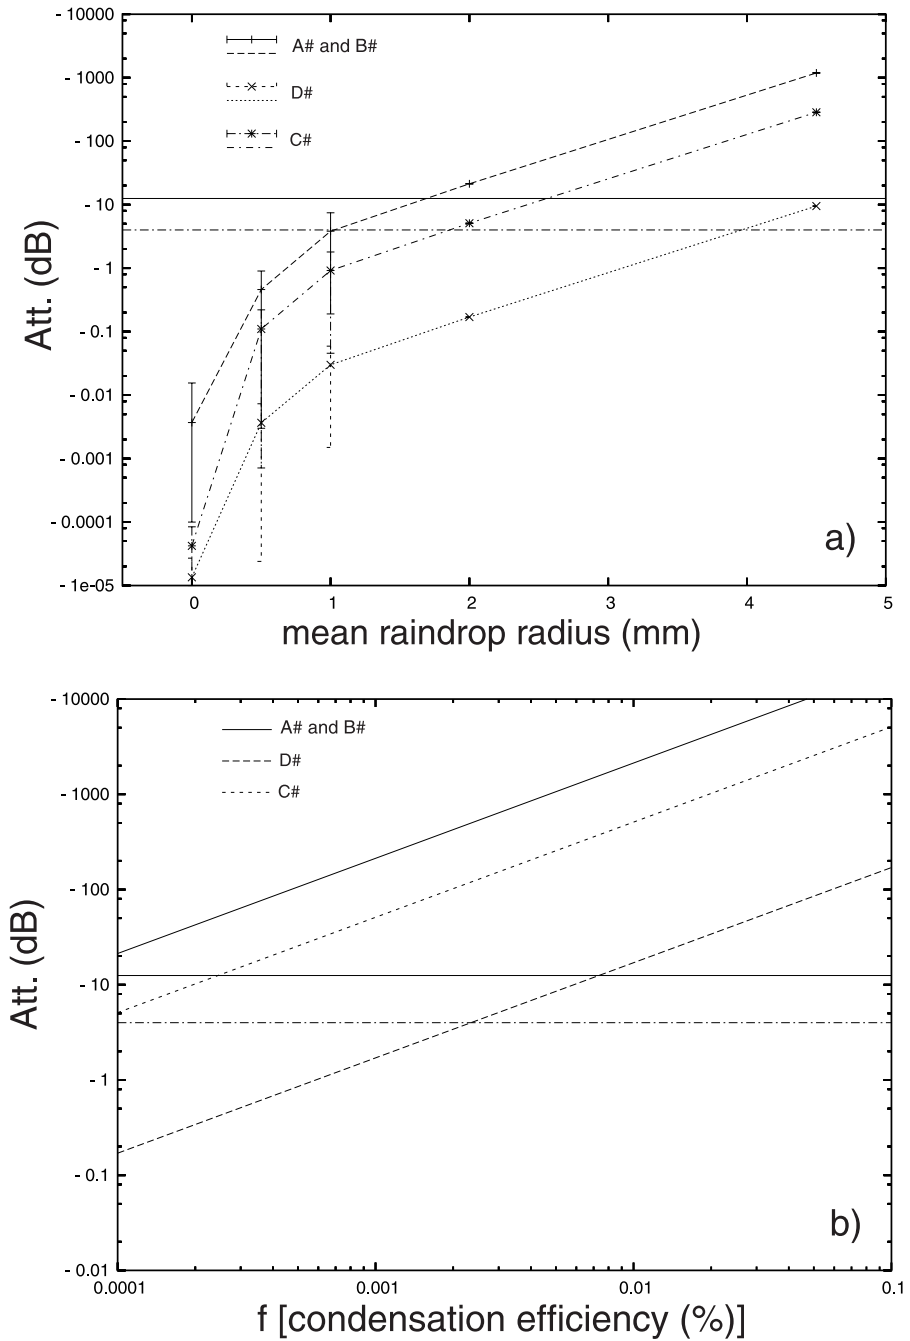 - 10000
- 1000
- 100
- 10
- 1
- 0.1
- 0.01
- 0.001
- 0.0001
- 1e-05
Att. (dB)
A# and B#
D#
C#
a)
0 1 2 3 4 5
mean raindrop radius (mm)
- 10000
- 1000
- 100
- 10
- 1
- 0.1
- 0.01
Att. (dB)
A# and B#
D#
C#
b)
0.0001 0.001 0.01 0.1
f [condensation efficiency (%)]